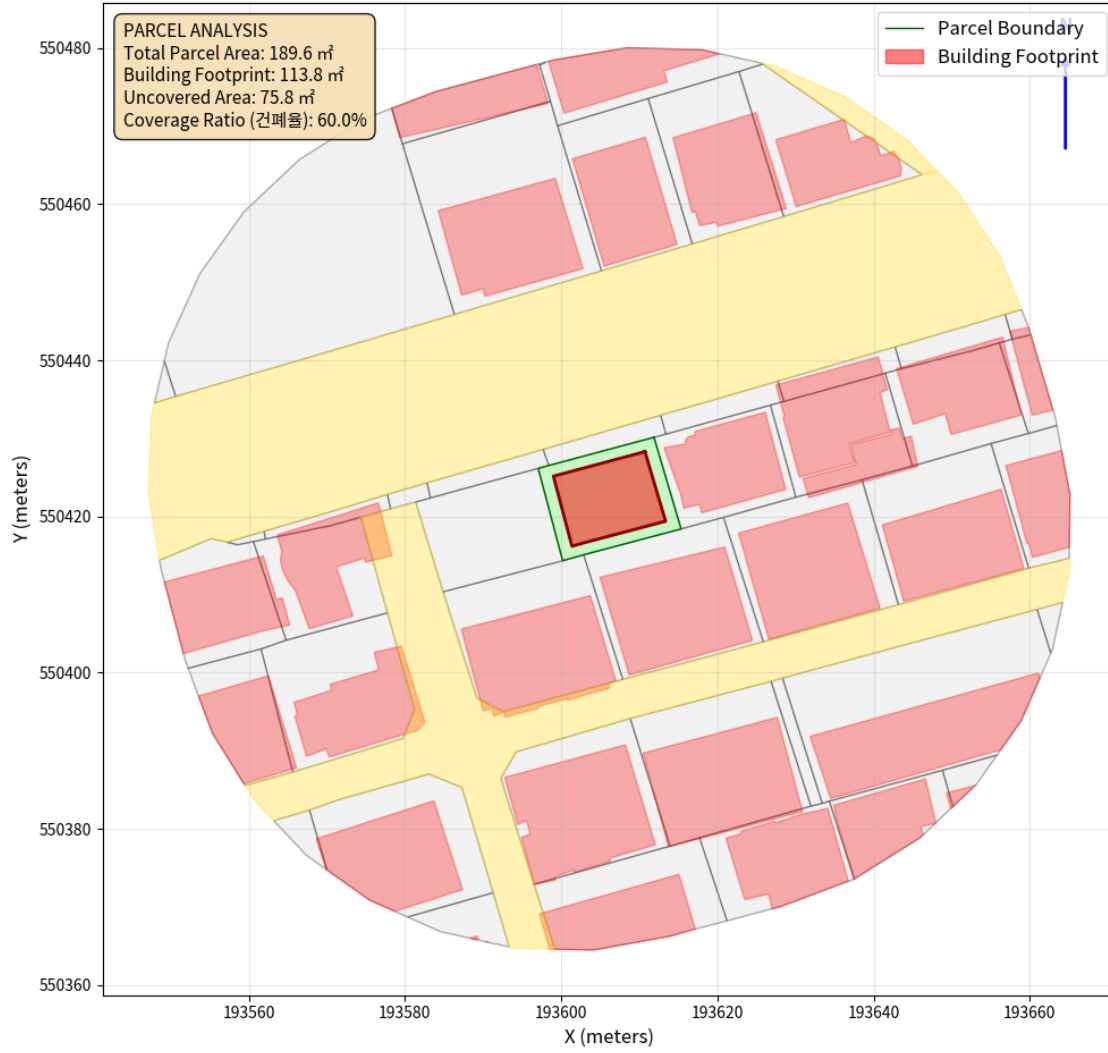 PARCEL ANALYSIS
Total Parcel Area: 189.6 ㎡
Building Footprint: 113.8 ㎡
Uncovered Area: 75.8 ㎡
Coverage Ratio (건폐율): 60.0%
Parcel Boundary
Building Footprint
N
550480
550460
550440
550420
550400
550380
550360
Y (meters)
193560
193580
193600
193620
193640
193660
X (meters)